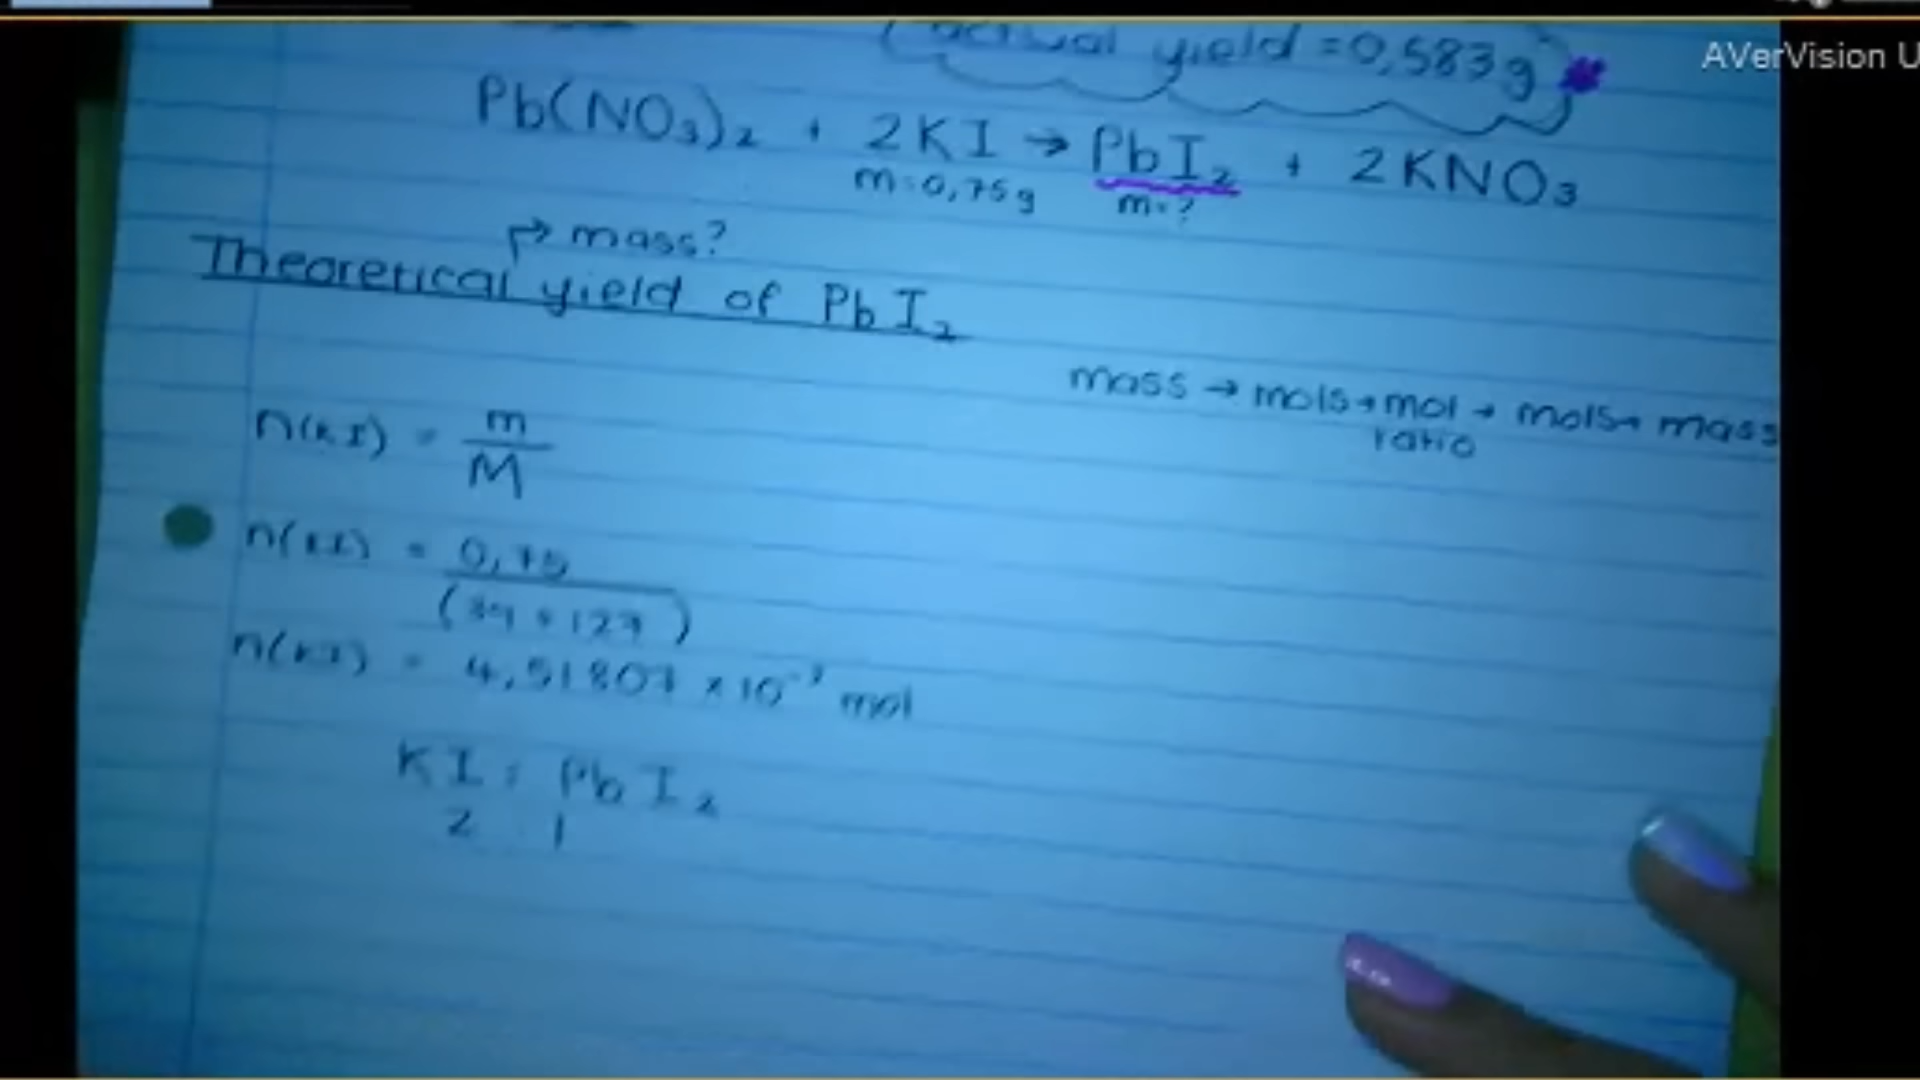 (actual yield = 0,583g
AVerVision U
Pb(NO₃)₂ + 2KI → PbI₂ + 2KNO₃
m=0,75g m=?
→ mass?
Theoretical yield of PbI₂
mass → mols → mol → mols → mass
ratio
n(KI) = m
M
n(KI) = 0,75
(39 + 127)
n(KI) = 4,51807 × 10⁻³ mol
KI : PbI₂
2 : 1